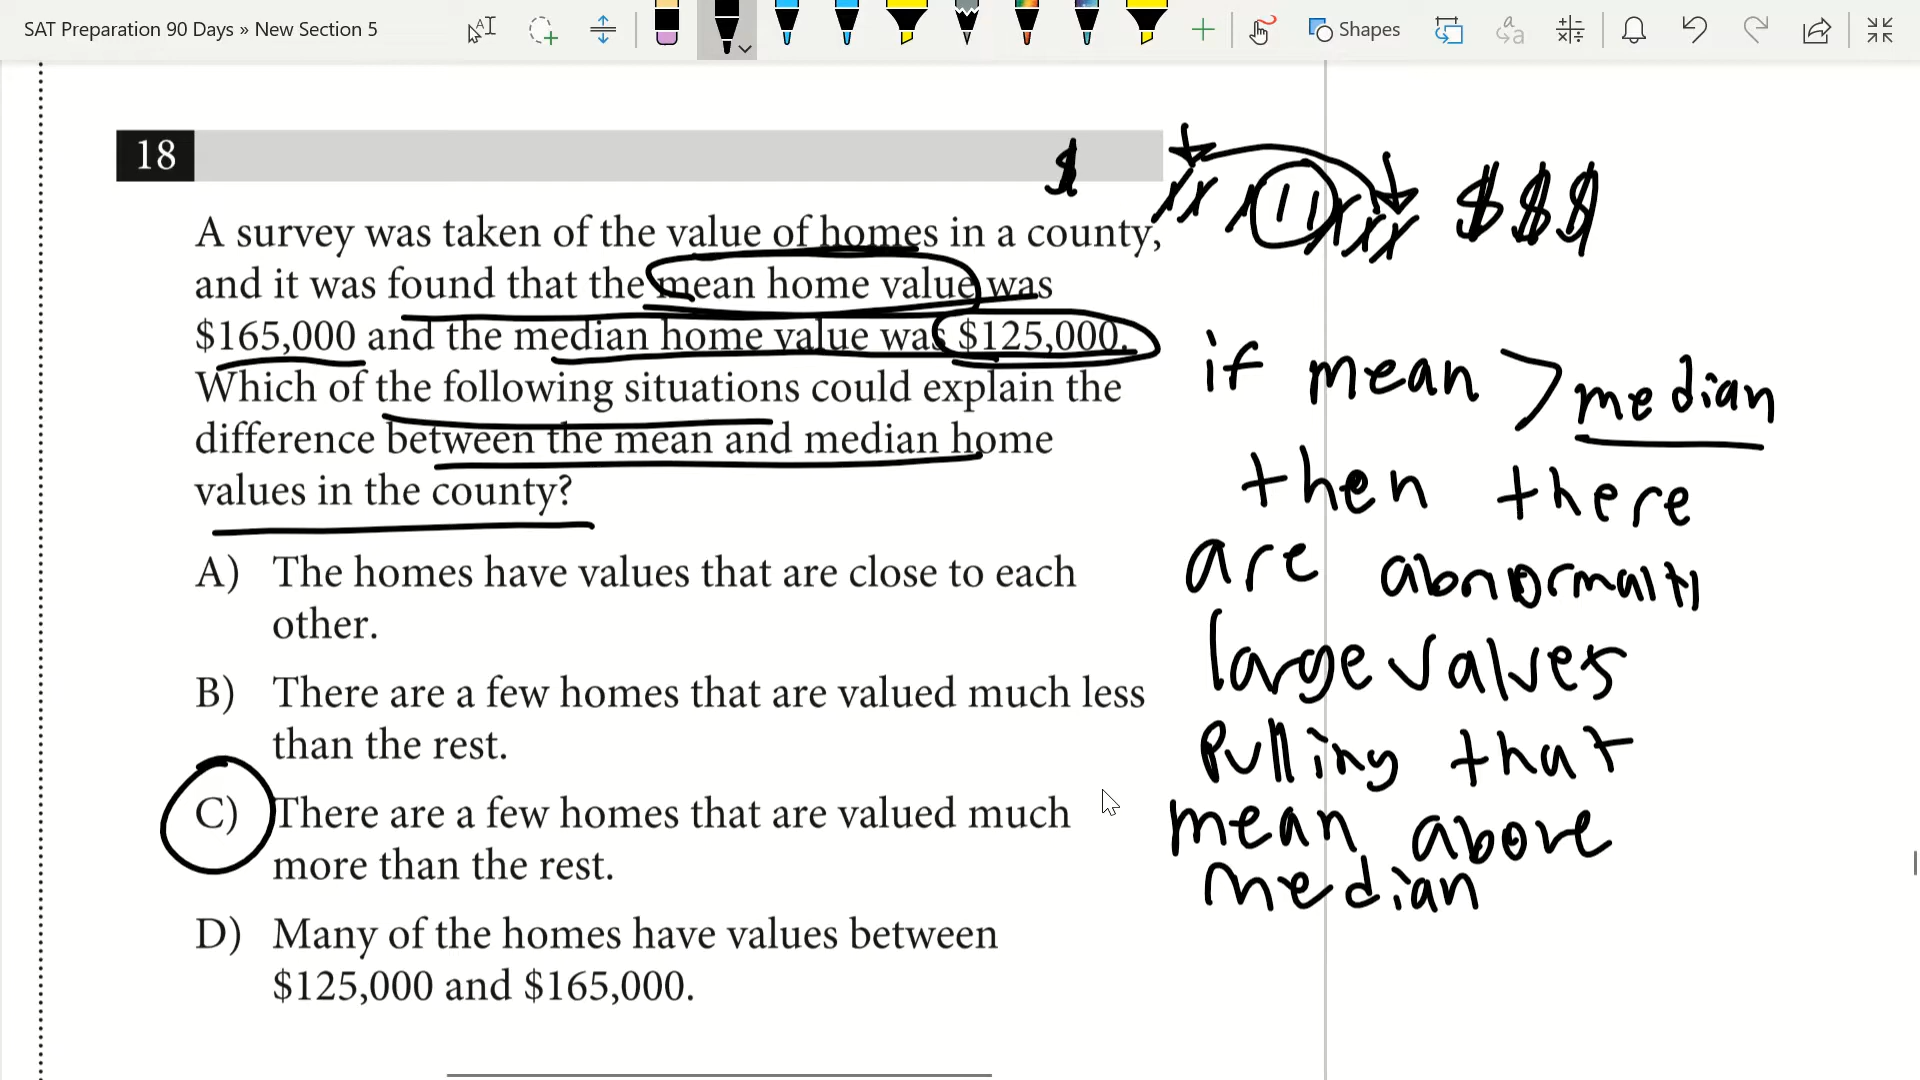 SAT Preparation 90 Days » New Section 5
Shapes
18
$
$$$
A survey was taken of the value of homes in a county,
and it was found that the mean home value was
$165,000 and the median home value was $125,000.
Which of the following situations could explain the
difference between the mean and median home
values in the county?
A) The homes have values that are close to each
other.
B) There are a few homes that are valued much less
than the rest.
C) There are a few homes that are valued much
more than the rest.
D) Many of the homes have values between
$125,000 and $165,000.
if mean > median
then there
are
large values
pulling that
mean above
median